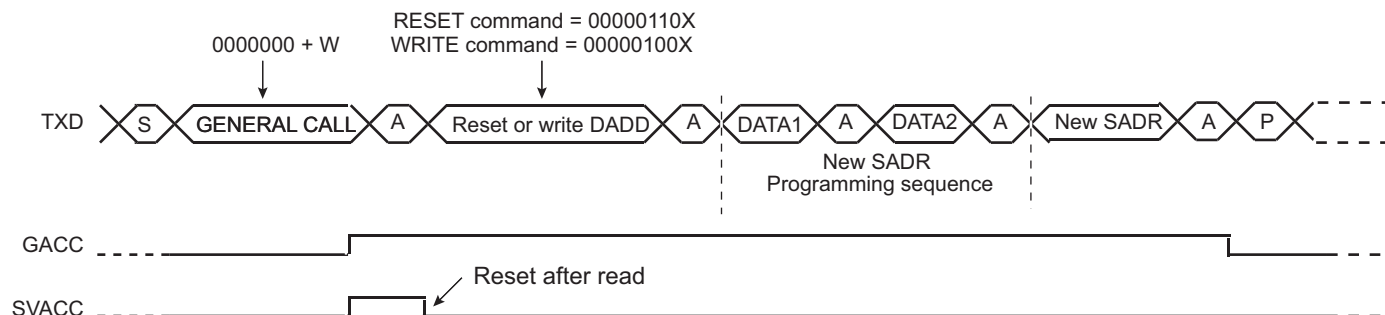 RESET command = 00000110X
0000000 + W WRITE command = 00000100X
TXD S GENERAL CALL A Reset or write DADD A DATA1 A DATA2 A New SADR A P
New SADR
Programming sequence
GACC
Reset after read
SVACC